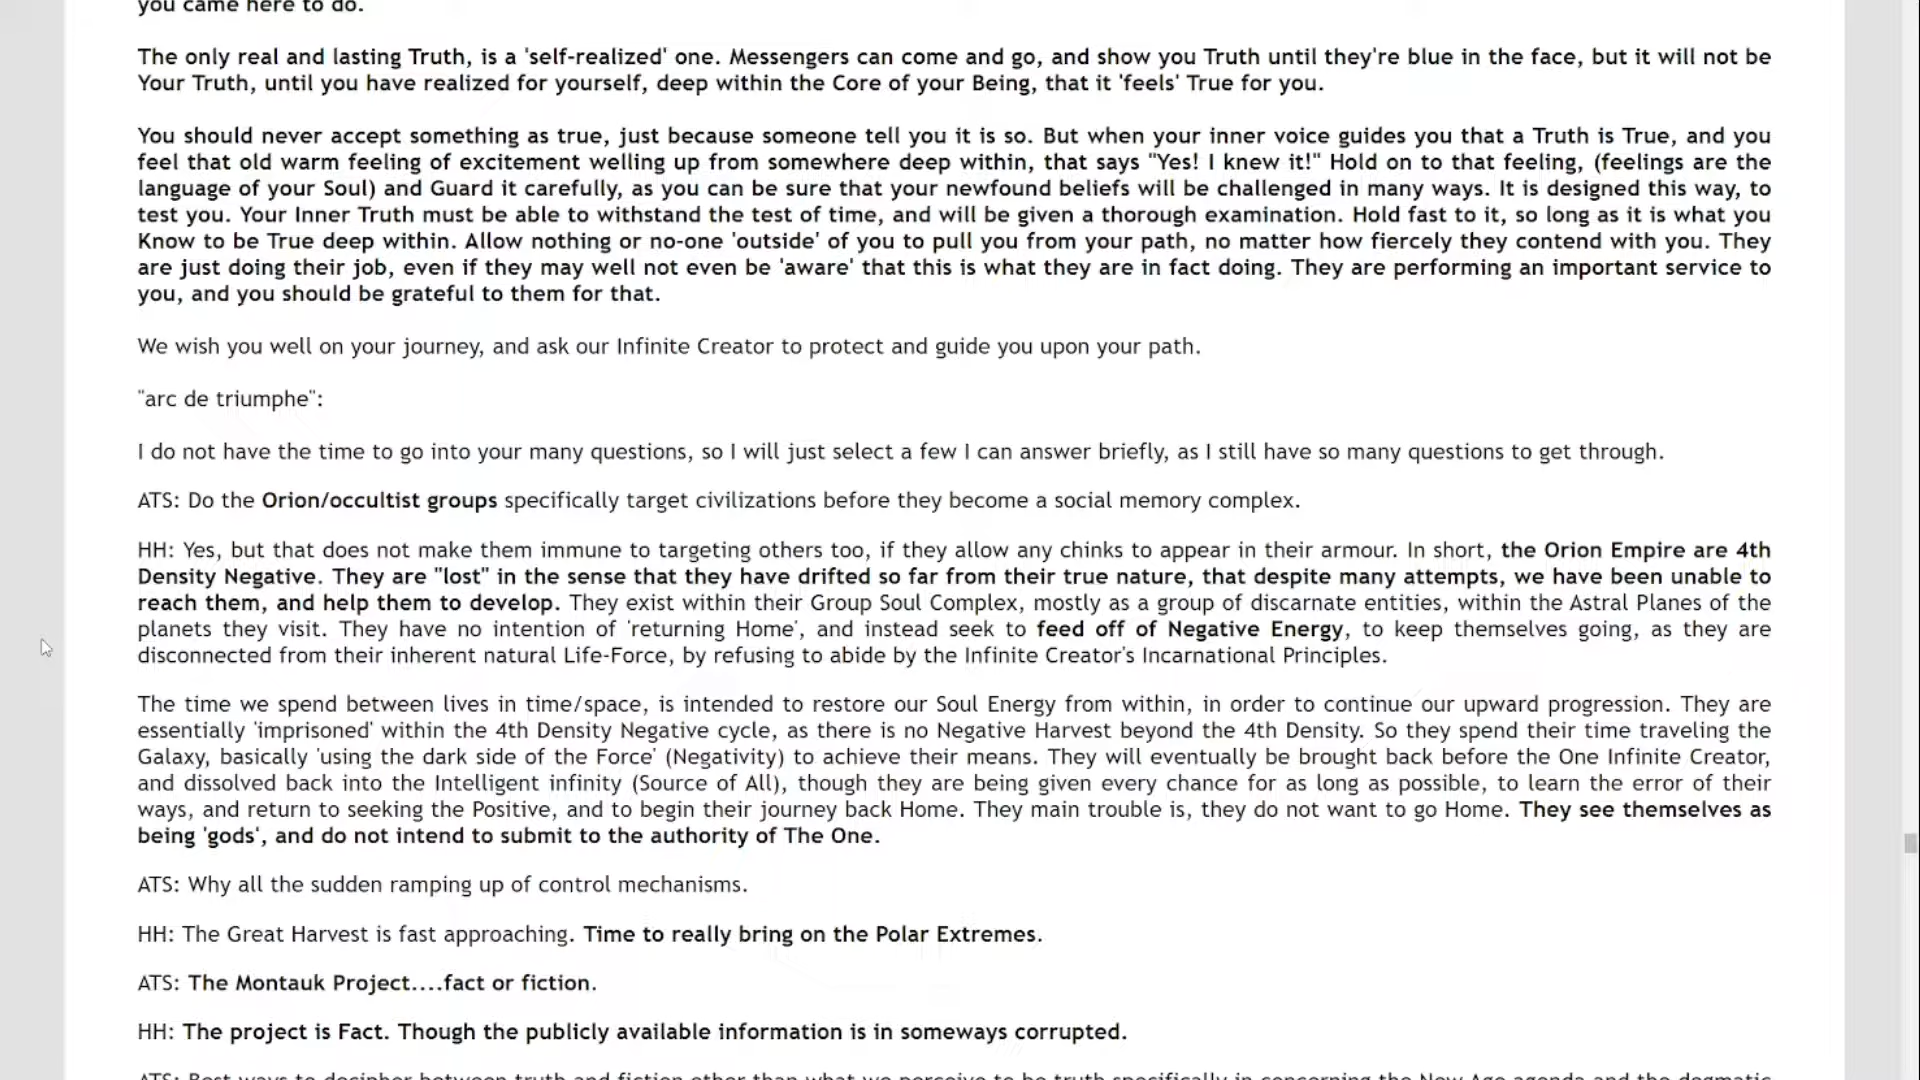 you came here to do.
The only real and lasting Truth, is a 'self-realized' one. Messengers can come and go, and show you Truth until they're blue in the face, but it will not be
Your Truth, until you have realized for yourself, deep within the Core of your Being, that it 'feels' True for you.
You should never accept something as true, just because someone tell you it is so. But when your inner voice guides you that a Truth is True, and you
feel that old warm feeling of excitement welling up from somewhere deep within, that says "Yes! I knew it!" Hold on to that feeling, (feelings are the
language of your Soul) and Guard it carefully, as you can be sure that your newfound beliefs will be challenged in many ways. It is designed this way, to
test you. Your Inner Truth must be able to withstand the test of time, and will be given a thorough examination. Hold fast to it, so long as it is what you
Know to be True deep within. Allow nothing or no-one 'outside' of you to pull you from your path, no matter how fiercely they contend with you. They
are just doing their job, even if they may well not even be 'aware' that this is what they are in fact doing. They are performing an important service to
you, and you should be grateful to them for that.
We wish you well on your journey, and ask our Infinite Creator to protect and guide you upon your path.
"arc de triumphe":
I do not have the time to go into your many questions, so I will just select a few I can answer briefly, as I still have so many questions to get through.
ATS: Do the Orion/occultist groups specifically target civilizations before they become a social memory complex.
HH: Yes, but that does not make them immune to targeting others too, if they allow any chinks to appear in their armour. In short, the Orion Empire are 4th
Density Negative. They are "lost" in the sense that they have drifted so far from their true nature, that despite many attempts, we have been unable to
reach them, and help them to develop. They exist within their Group Soul Complex, mostly as a group of discarnate entities, within the Astral Planes of the
planets they visit. They have no intention of 'returning Home', and instead seek to feed off of Negative Energy, to keep themselves going, as they are
disconnected from their inherent natural Life-Force, by refusing to abide by the Infinite Creator's Incarnational Principles.
The time we spend between lives in time/space, is intended to restore our Soul Energy from within, in order to continue our upward progression. They are
essentially 'imprisoned' within the 4th Density Negative cycle, as there is no Negative Harvest beyond the 4th Density. So they spend their time traveling the
Galaxy, basically 'using the dark side of the Force' (Negativity) to achieve their means. They will eventually be brought back before the One Infinite Creator,
and dissolved back into the Intelligent infinity (Source of All), though they are being given every chance for as long as possible, to learn the error of their
ways, and return to seeking the Positive, and to begin their journey back Home. They main trouble is, they do not want to go Home. They see themselves as
being 'gods', and do not intend to submit to the authority of The One.
ATS: Why all the sudden ramping up of control mechanisms.
HH: The Great Harvest is fast approaching. Time to really bring on the Polar Extremes.
ATS: The Montauk Project....fact or fiction.
HH: The project is Fact. Though the publicly available information is in someways corrupted.
ATS: Best ways to decipher between truth and fiction other than what we perceive to be truth specifically in concerning the New Age agenda and the dogmatic